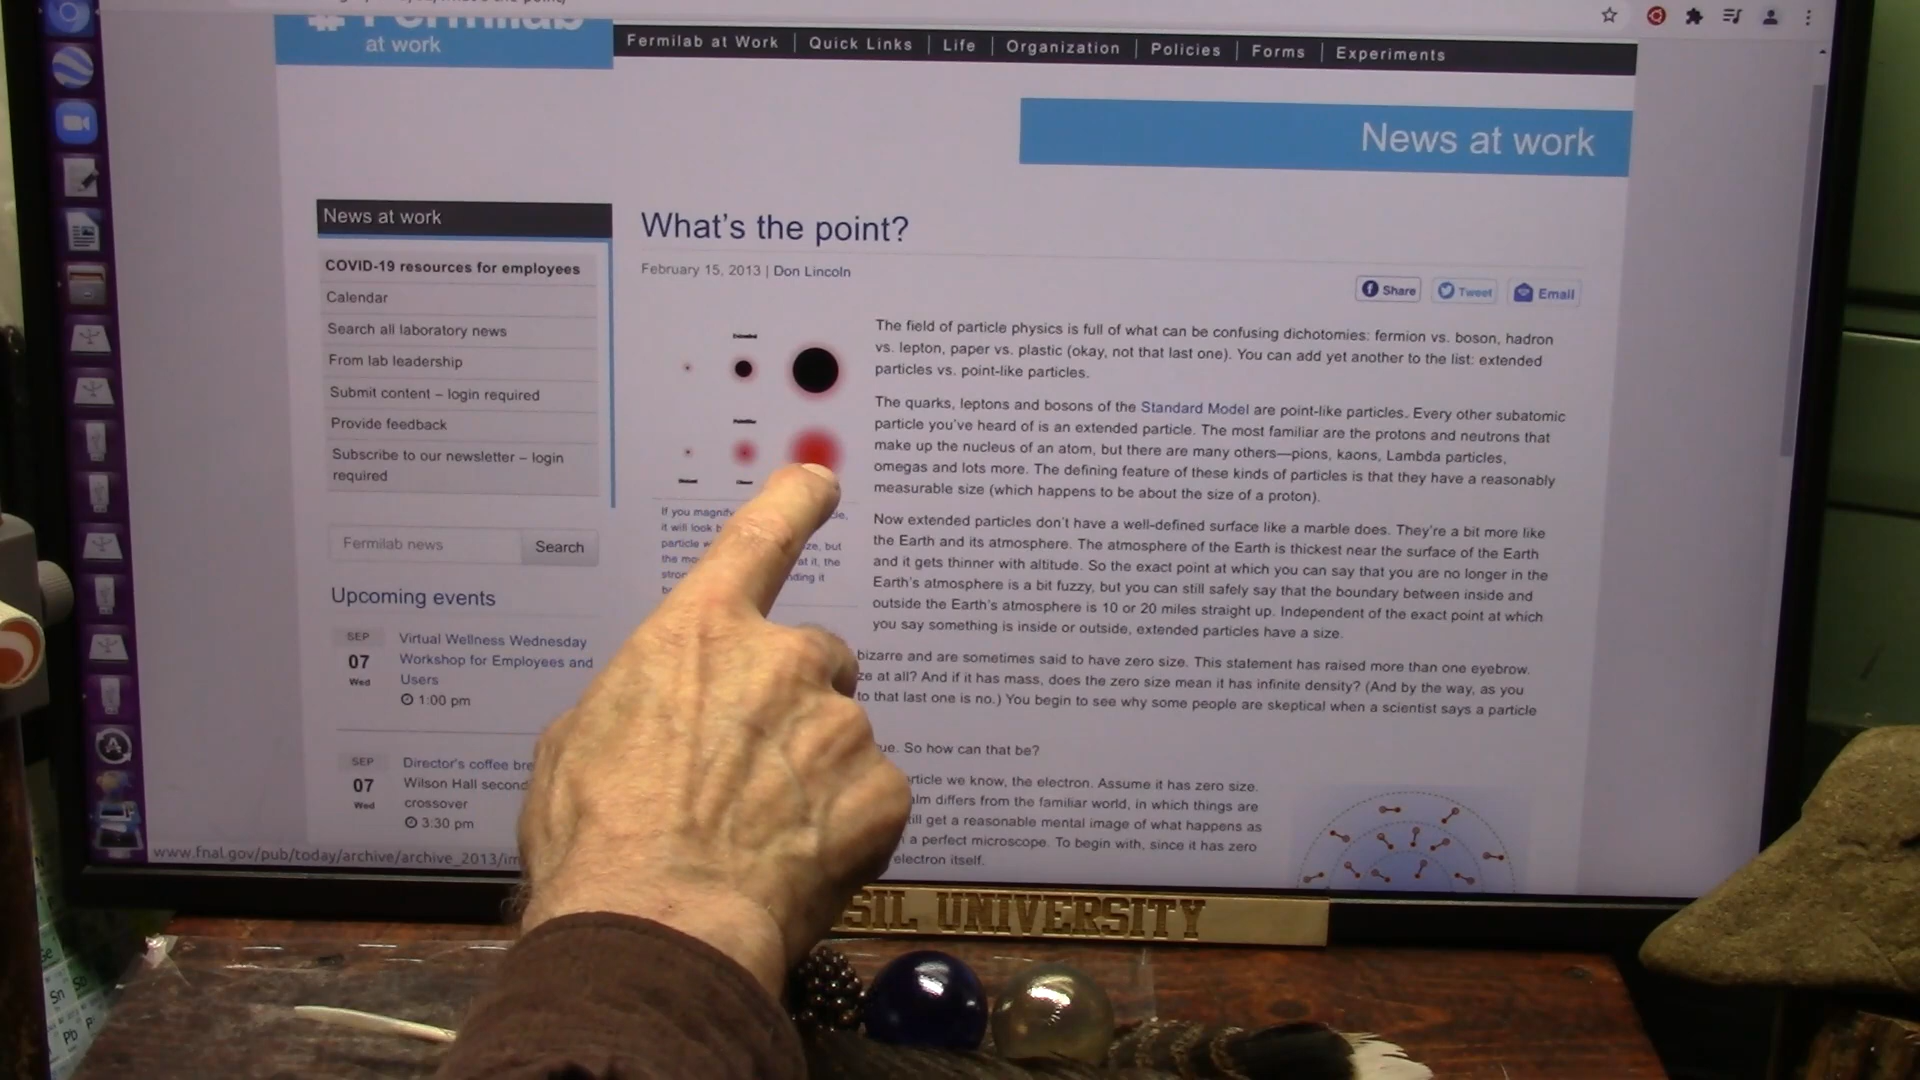 at work
Fermilab at Work | Quick Links | Life | Organization | Policies | Forms | Experiments
News at work
News at work
COVID-19 resources for employees
Calendar
Search all laboratory news
From lab leadership
Submit content – login required
Provide feedback
Subscribe to our newsletter – login
required
Fermilab news
Search
Upcoming events
SEP
07
Wed
Virtual Wellness Wednesday
Workshop for Employees and
Users
1:00 pm
SEP
07
Wed
Director's coffee
Wilson Hall second
crossover
3:30 pm
What's the point?
February 15, 2013 | Don Lincoln
Share
Tweet
Email
If you
it will look
particle
the
The field of particle physics is full of what can be confusing dichotomies: fermion vs. boson, hadron
vs. lepton, paper vs. plastic (okay, not that last one). You can add yet another to the list: extended
particles vs. point-like particles.
The quarks, leptons and bosons of the Standard Model are point-like particles. Every other subatomic
particle you've heard of is an extended particle. The most familiar are the protons and neutrons that
make up the nucleus of an atom, but there are many others—pions, kaons, Lambda particles,
omegas and lots more. The defining feature of these kinds of particles is that they have a reasonably
measurable size (which happens to be about the size of a proton).
Now extended particles don't have a well-defined surface like a marble does. They're a bit more like
the Earth and its atmosphere. The atmosphere of the Earth is thickest near the surface of the Earth
and it gets thinner with altitude. So the exact point at which you can say that you are no longer in the
Earth's atmosphere is a bit fuzzy, but you can still safely say that the boundary between inside and
outside the Earth's atmosphere is 10 or 20 miles straight up. Independent of the exact point at which
you say something is inside or outside, extended particles have a size.
bizarre and are sometimes said to have zero size. This statement has raised more than one eyebrow.
at all? And if it has mass, does the zero size mean it has infinite density? (And by the way, as you
to that last one is no.) You begin to see why some people are skeptical when a scientist says a particle
So how can that be?
we know, the electron. Assume it has zero size.
differs from the familiar world, in which things are
get a reasonable mental image of what happens as
a perfect microscope. To begin with, since it has zero
electron itself.
www.fnal.gov/pub/today/archive/archive_2013/
UNIVERSITY
Se
Sn
Pb